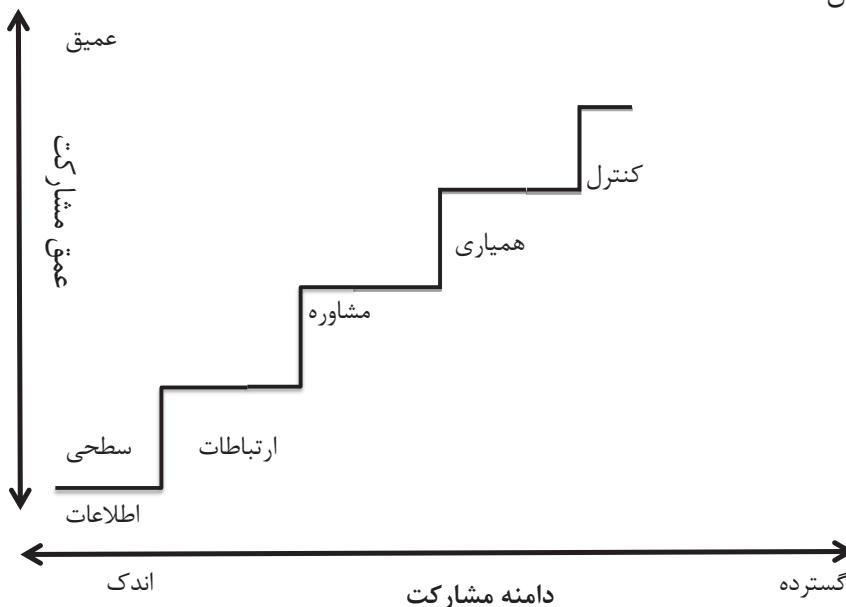 عمیق
عمق مشارکت
کنترل
همیاری
مشاوره
ارتباطات
سطحی
اطلاعات
گسترده
دامنه مشارکت
اندک